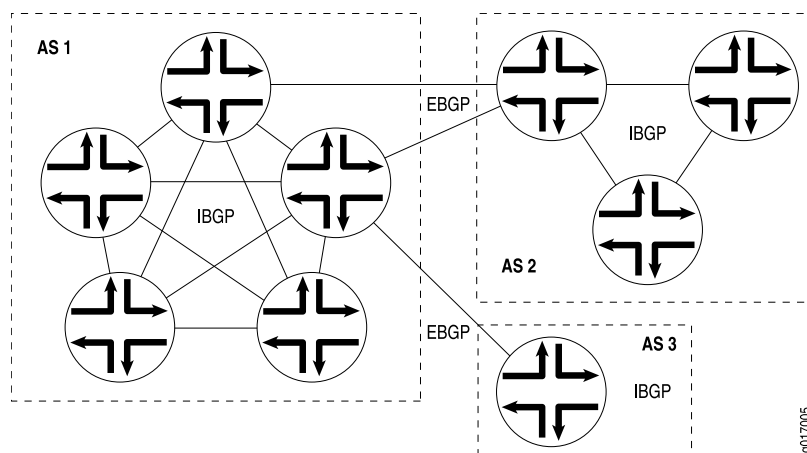 AS 1
EBGP
IBGP
IBGP
AS 2
EBGP
AS 3
IBGP
g017005